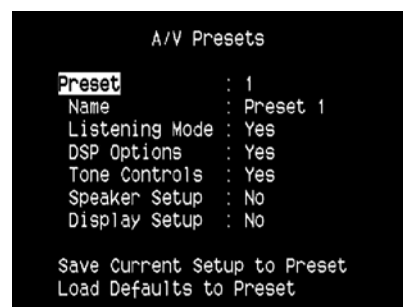 A/V Presets
Preset : 1
Name : Preset 1
Listening Mode : Yes
DSP Options : Yes
Tone Controls : Yes
Speaker Setup : No
Display Setup : No
Save Current Setup to Preset
Load Defaults to Preset